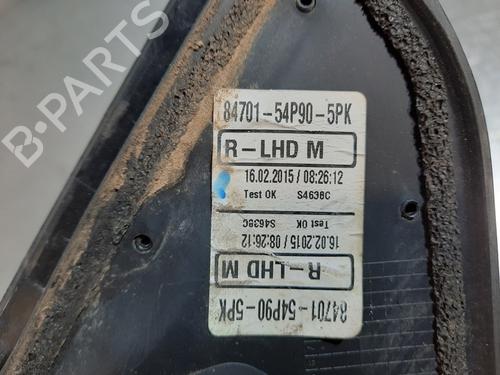 84701-54P90-5PK
R-LHD M
16.02.2015 / 08:26:12
Test OK S4638C
Test OK S4639C
16.02.2015 / 08:26:12
R-LHD M
84701-54P90-5PK
B-PARTS